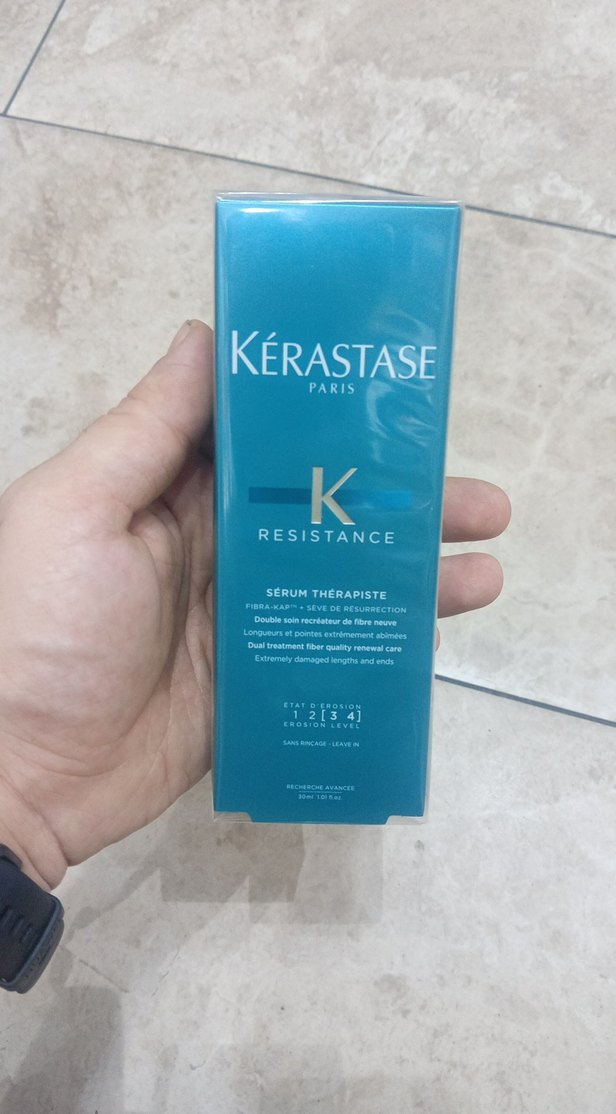 KÉRASTASE
PARIS
K
RESISTANCE
SÉRUM THÉRAPISTE
FIBRA-KAP™ + SÈVE DE RÉSURRECTION
Double soin recréateur de fibre neuve
Longueurs et pointes extrêmement abîmées
Dual treatment fiber quality renewal care
Extremely damaged lengths and ends
ÉTAT D'ÉROSION
1 2 [3 4]
EROSION LEVEL
SANS RINÇAGE - LEAVE IN
RECHERCHE AVANCÉE
30ml 1.01 fl.oz.